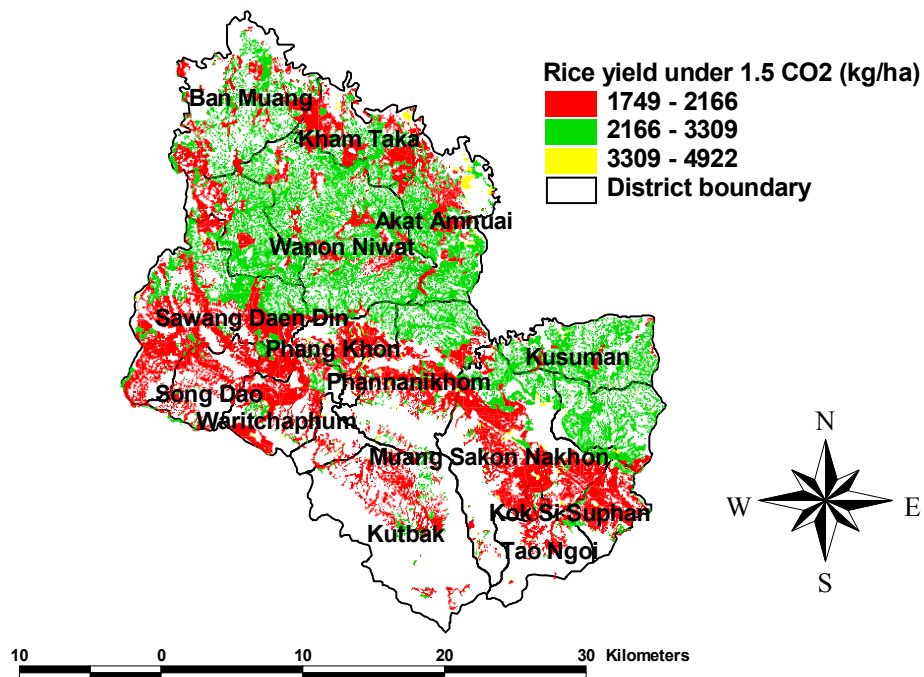 Rice yield under 1.5 CO2 (kg/ha)
1749 - 2166
2166 - 3309
3309 - 4922
District boundary
Ban Muang
Kham Taka
Akat Amnuai
Wanon Niwat
Sawang Daen Din
Phang Khon
Kusuman
Phannanikhom
Song Dao
Waritchaphum
Muang Sakon Nakhon
Kok Si Suphan
Kutbak
Tao Ngoi
N
W E
S
10 0 10 20 30 Kilometers